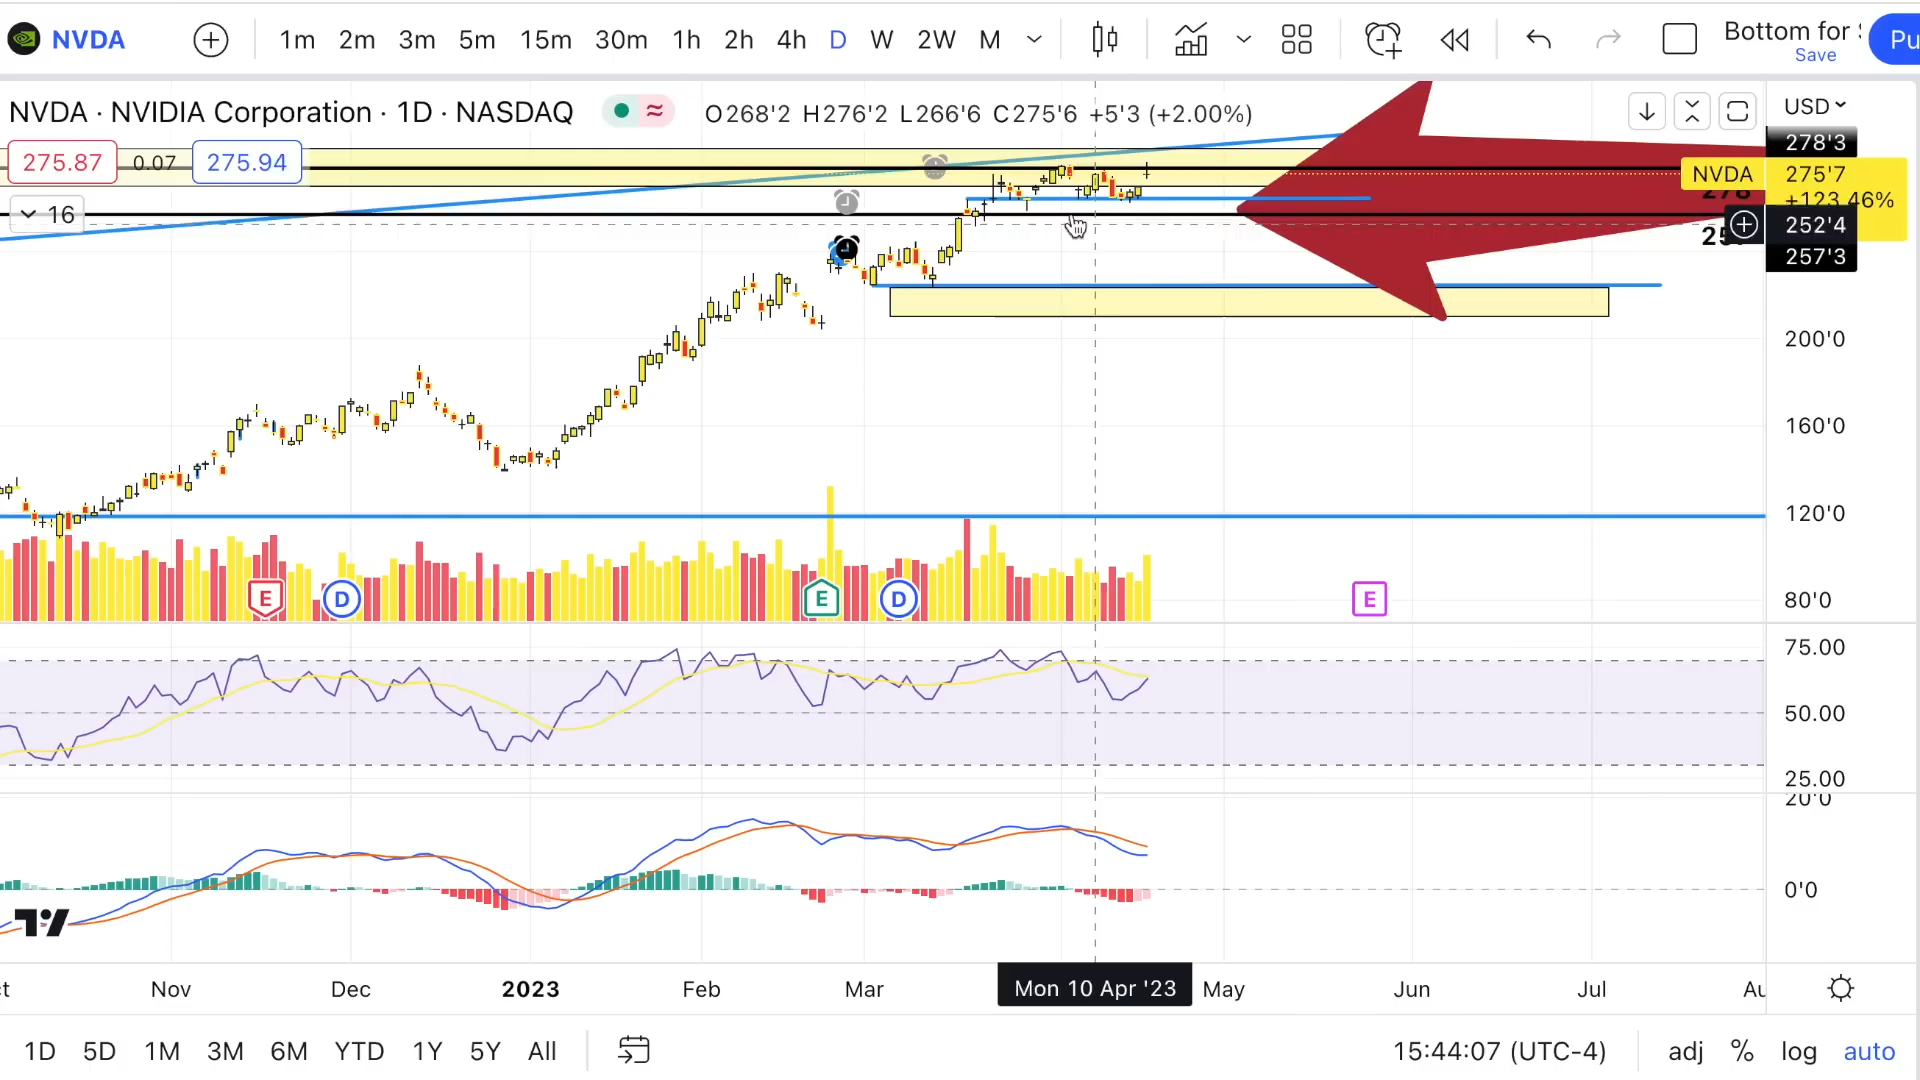 NVDA 1m 2m 3m 5m 15m 30m 1h 2h 4h D W 2W M Bottom for
Save
Pu
NVDA · NVIDIA Corporation · 1D · NASDAQ O268'2 H276'2 L266'6 C275'6 +5'3 (+2.00%)
USD
278'3
275.87 0.07 275.94
NVDA 275'7
278
+123.46%
16
252'4
257'3
200'0
160'0
120'0
80'0
E D E D E
75.00
50.00
25.00
20'0
0'0
Nov Dec 2023 Feb Mar Mon 10 Apr '23 May Jun Jul Au
1D 5D 1M 3M 6M YTD 1Y 5Y All 15:44:07 (UTC-4) adj % log auto